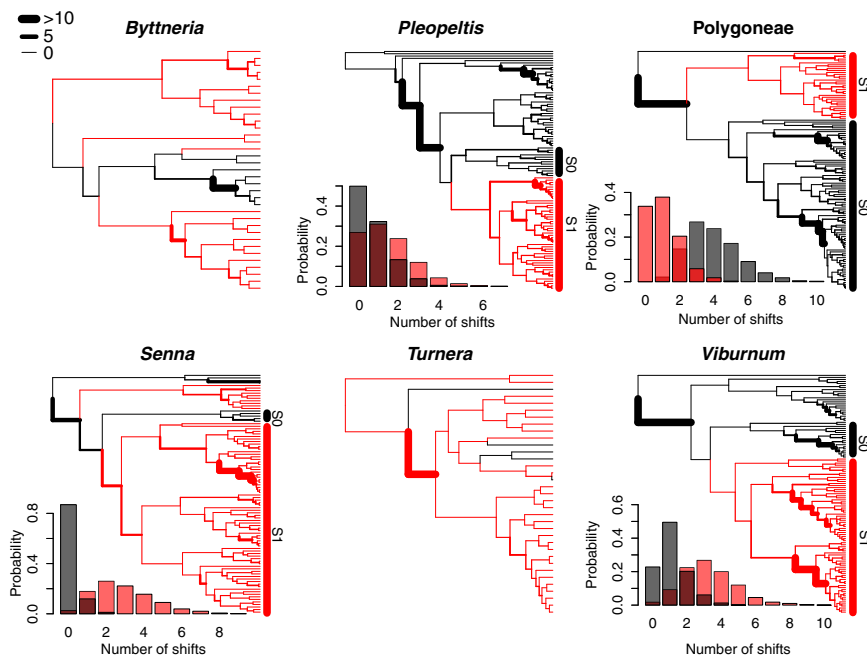 >10
5
0
Byttneria
Pleopeltis
Polygoneae
S0
S1
Probability
0.4
0.2
0.0
0 2 4 6
Number of shifts
S1
S0
Probability
0.4
0.2
0.0
0 2 4 6 8 10
Number of shifts
Senna
Turnera
Viburnum
S0
S1
Probability
0.8
0.4
0.0
0 2 4 6 8
Number of shifts
S0
S1
Probability
0.6
0.4
0.2
0.0
0 2 4 6 8 10
Number of shifts